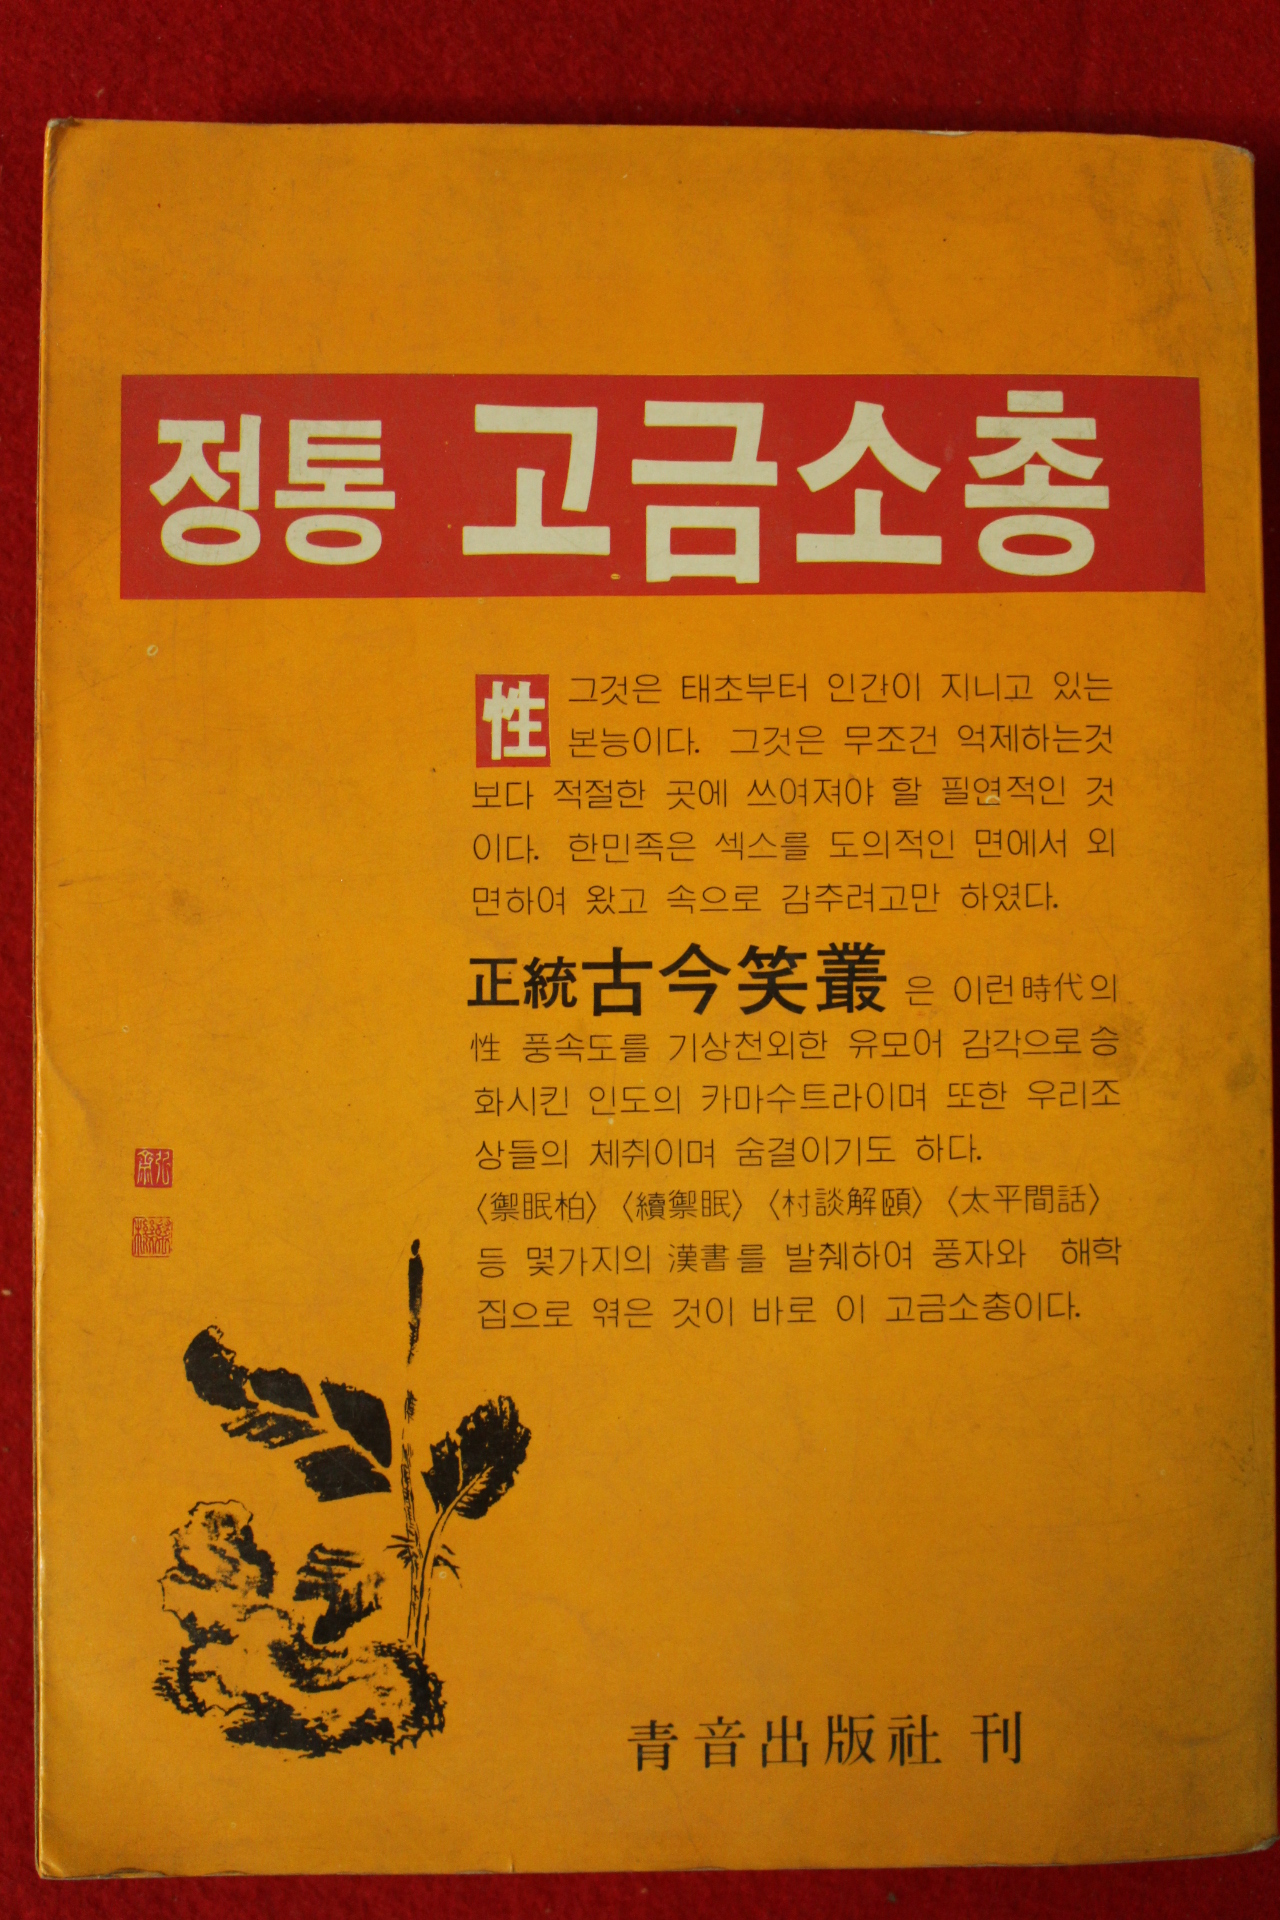 정통 고금소총
性 그것은 태초부터 인간이 지니고 있는
본능이다. 그것은 무조건 억제하는것
보다 적절한 곳에 쓰여져야 할 필연적인 것
이다. 한민족은 섹스를 도의적인 면에서 외
면하여 왔고 속으로 감추려고만 하였다.
正統 古今笑叢 은 이런 時代의
性 풍속도를 기상천외한 유모어 감각으로 승
화시킨 인도의 카마수트라이며 또한 우리조
상들의 체취이며 숨결이기도 하다.
〈禦眠柏〉〈續禦眠〉〈村談解頤〉〈太平間話〉
등 몇가지의 漢書를 발췌하여 풍자와 해학
집으로 엮은 것이 바로 이 고금소총이다.
靑音出版社 刊